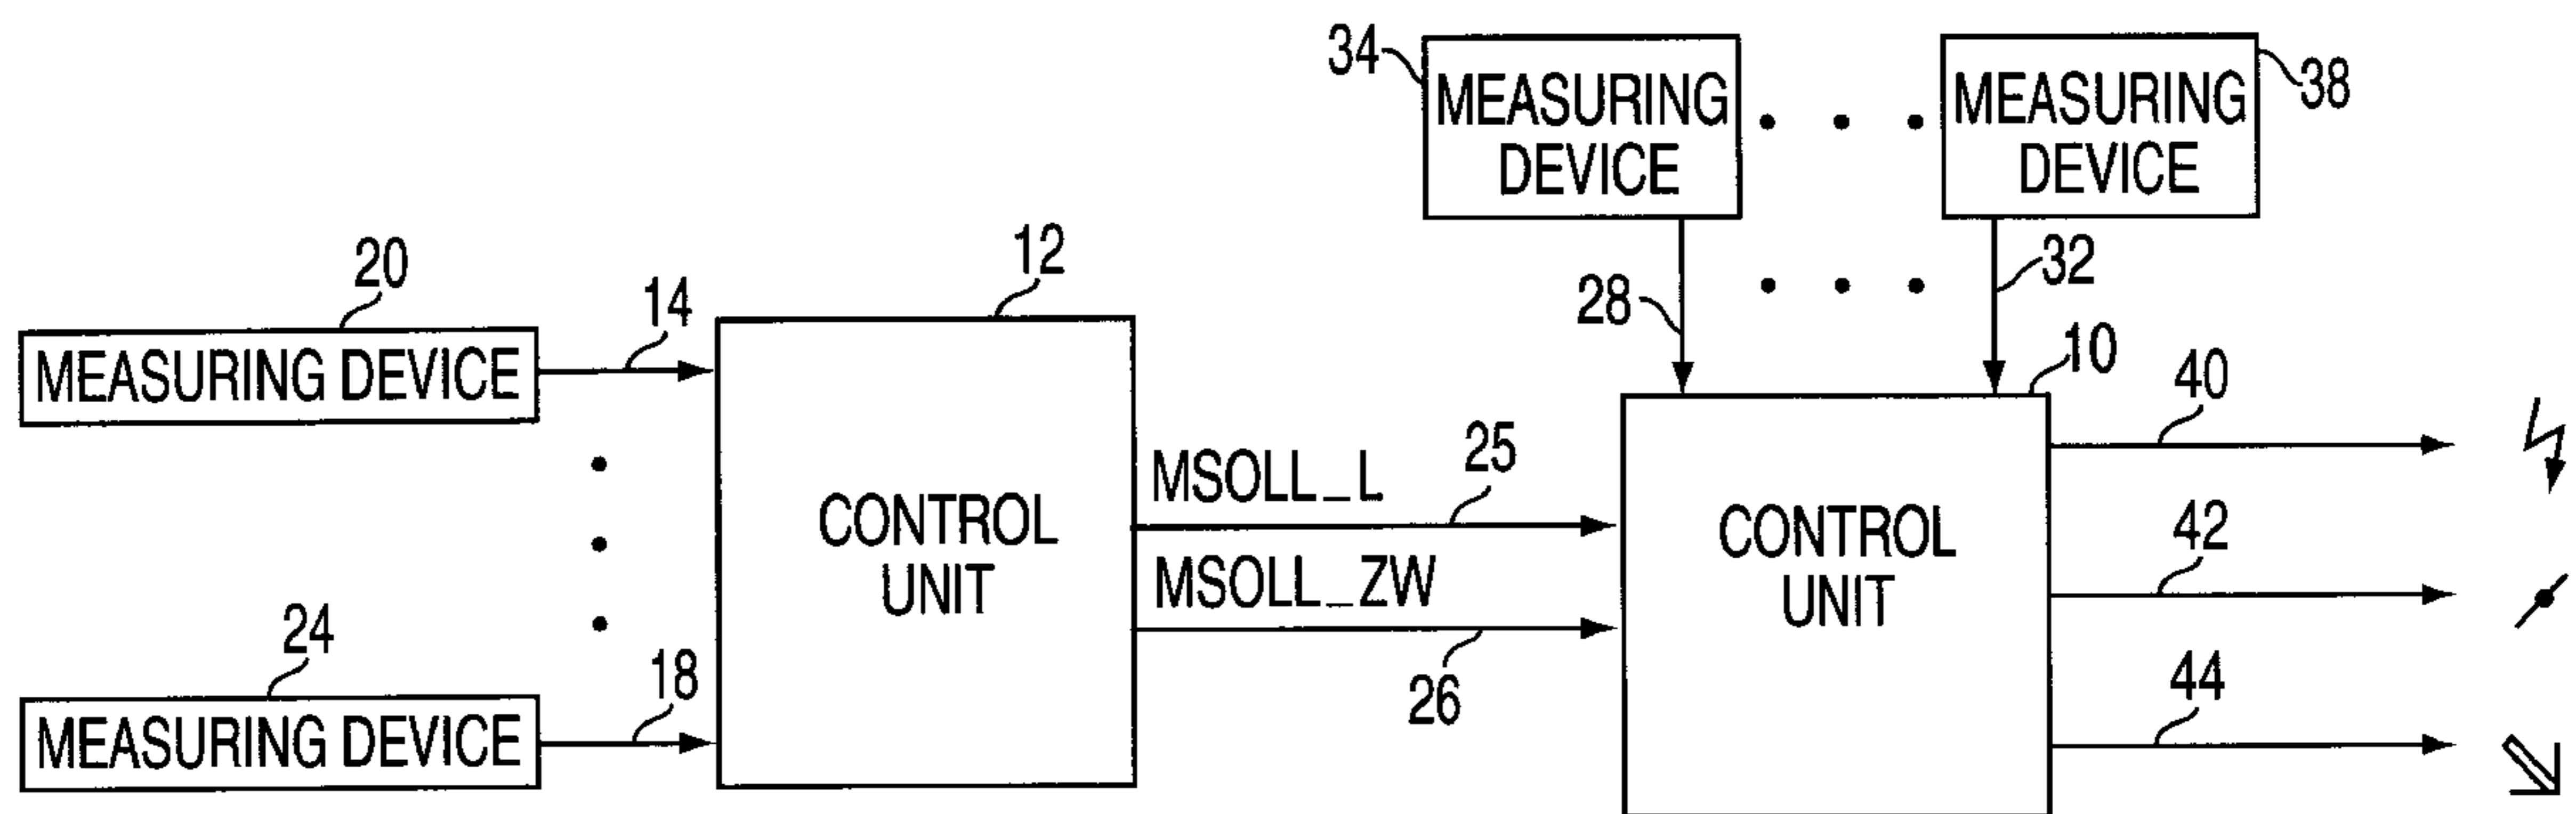 34
MEASURING
DEVICE
MEASURING
DEVICE
38
20
14
12
28
32
10
40
MEASURING DEVICE
CONTROL
UNIT
MSOLL_L
25
MSOLL_ZW
26
CONTROL
UNIT
42
24
18
44
MEASURING DEVICE